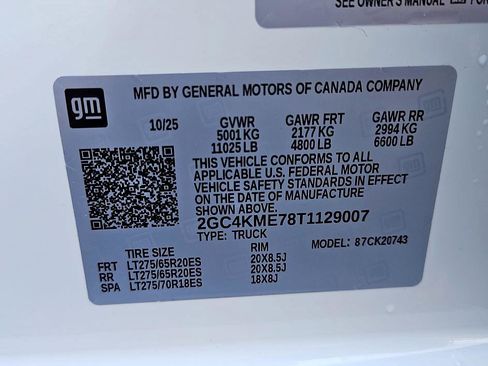 SEE OWNER'S MANUAL
gm
MFD BY GENERAL MOTORS OF CANADA COMPANY
10/25 GVWR GAWR FRT GAWR RR
5001 KG 2177 KG 2994 KG
11025 LB 4800 LB 6600 LB
THIS VEHICLE CONFORMS TO ALL
APPLICABLE U.S. FEDERAL MOTOR
VEHICLE SAFETY STANDARDS IN EFFECT
ON THE DATE OF MANUFACTURE SHOWN ABOVE.
2GC4KME78T1129007
TYPE: TRUCK MODEL: 87CK20743
TIRE SIZE RIM
FRT LT275/65R20ES 20X8.5J
RR LT275/65R20ES 20X8.5J
SPA LT275/70R18ES 18X8J